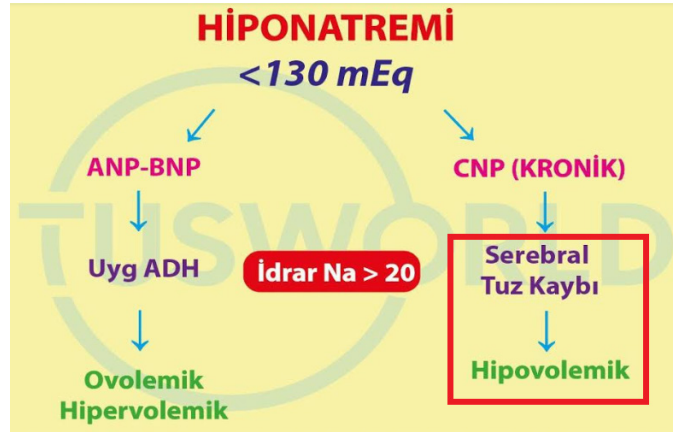 HİPONATREMİ
<130 mEq
ANP-BNP
CNP (KRONİK)
Uyg ADH
İdrar Na > 20
Serebral
Tuz Kaybı
Ovolemik
Hipervolemik
Hipovolemik
TUSWORLD